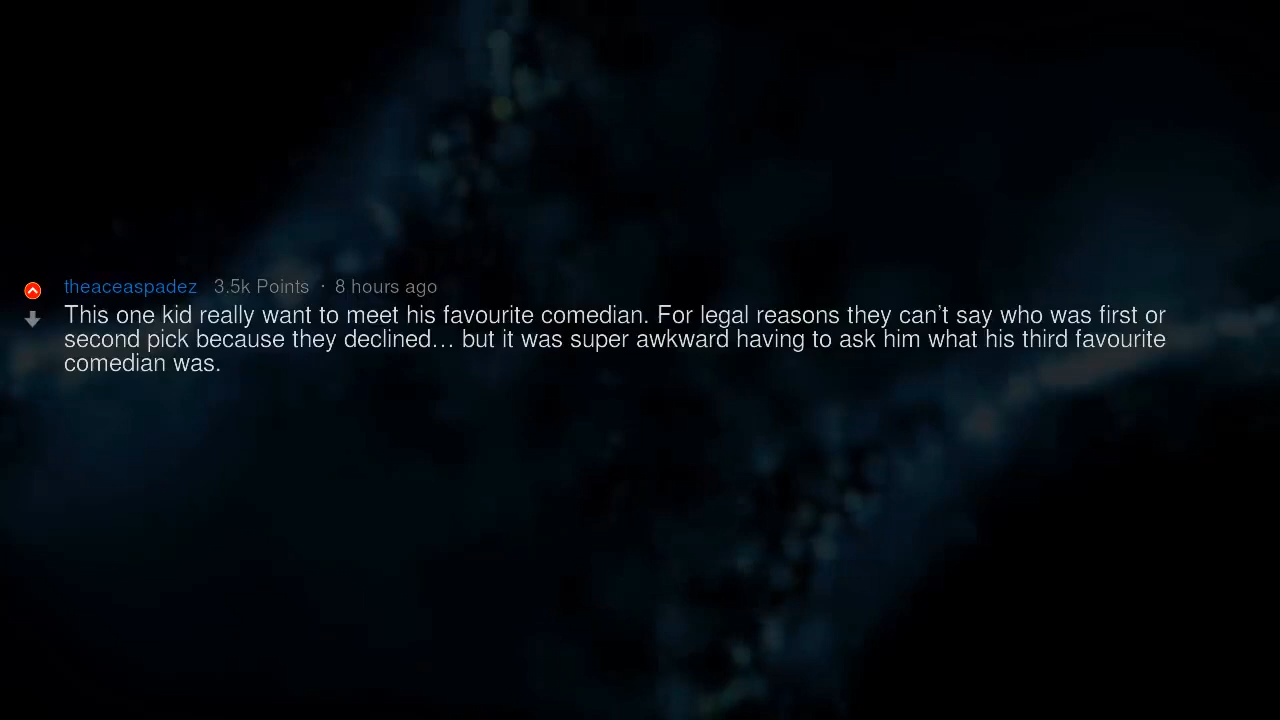 theaceaspadez 3.5k Points · 8 hours ago
This one kid really want to meet his favourite comedian. For legal reasons they can't say who was first or
second pick because they declined... but it was super awkward having to ask him what his third favourite
comedian was.